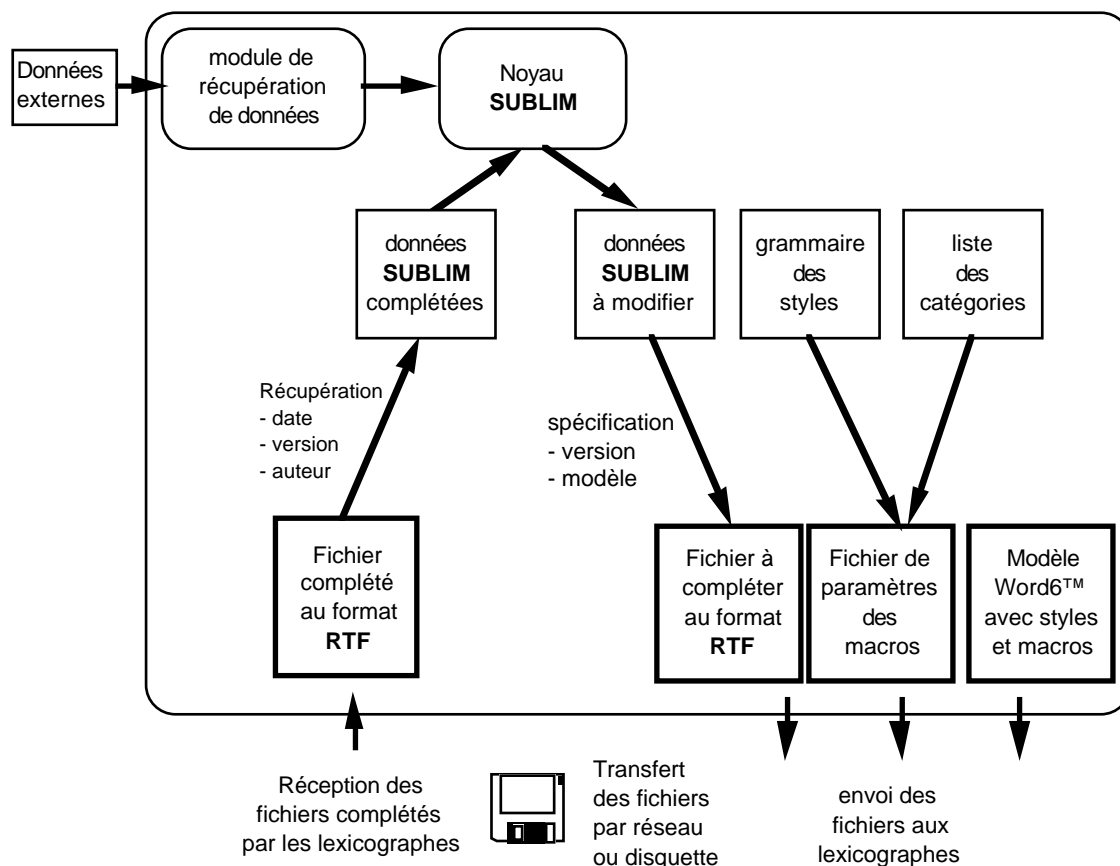 Données
externes
module de
récupération
de données
Noyau
SUBLIM
données
SUBLIM
complétées
données
SUBLIM
à modifier
grammaire
des
styles
liste
des
catégories
Récupération
- date
- version
- auteur
spécification
- version
- modèle
Fichier
complété
au format
RTF
Fichier à
compléter
au format
RTF
Fichier de
paramètres
des
macros
Modèle
Word6™
avec styles
et macros
Réception des
fichiers complétés
par les lexicographes
Transfert
des fichiers
par réseau
ou disquette
envoi des
fichiers aux
lexicographes